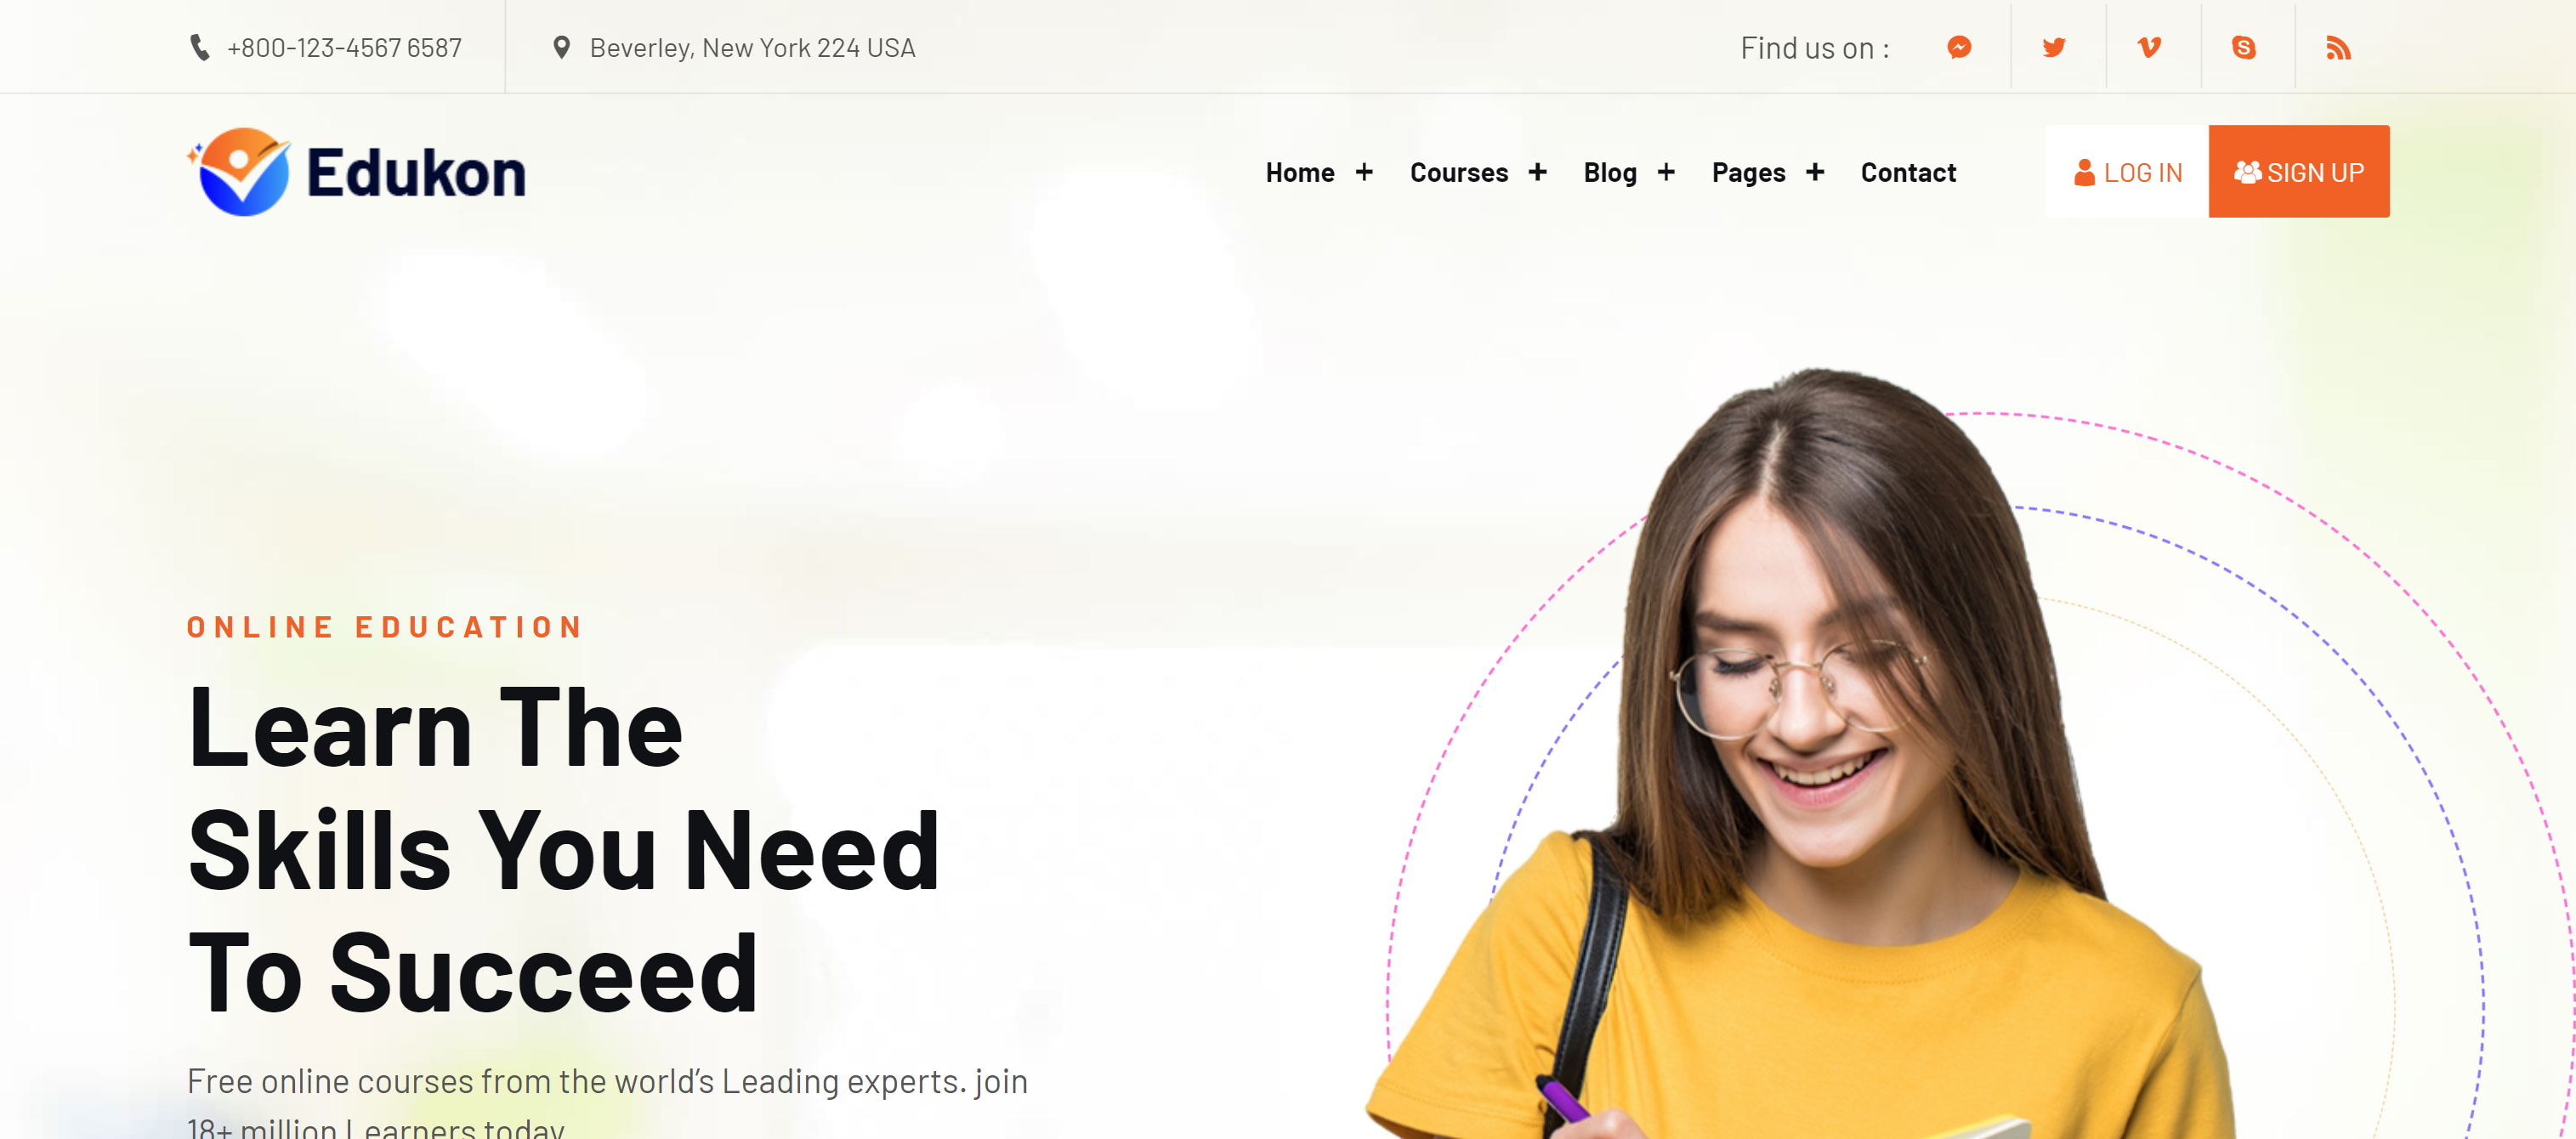 +800-123-4567 6587
Beverley, New York 224 USA
Find us on :
Edukon
Home +
Courses +
Blog +
Pages +
Contact
LOG IN
SIGN UP
ONLINE EDUCATION
Learn The
Skills You Need
To Succeed
Free online courses from the world’s Leading experts. join
18+ million Learners today.